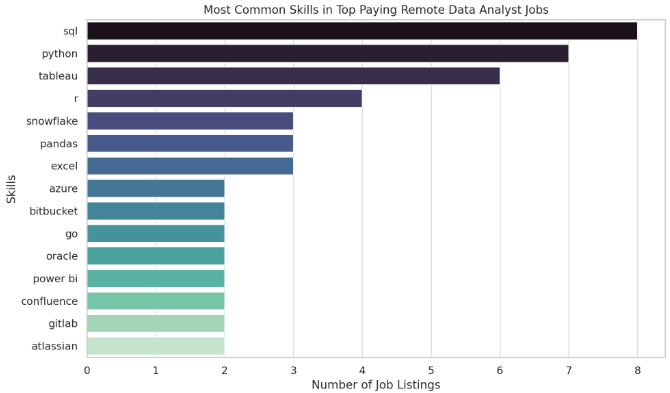 Most Common Skills in Top Paying Remote Data Analyst Jobs
sql
python
tableau
r
snowflake
pandas
excel
azure
bitbucket
go
oracle
power bi
confluence
gitlab
atlassian
Skills
0 1 2 3 4 5 6 7 8
Number of Job Listings